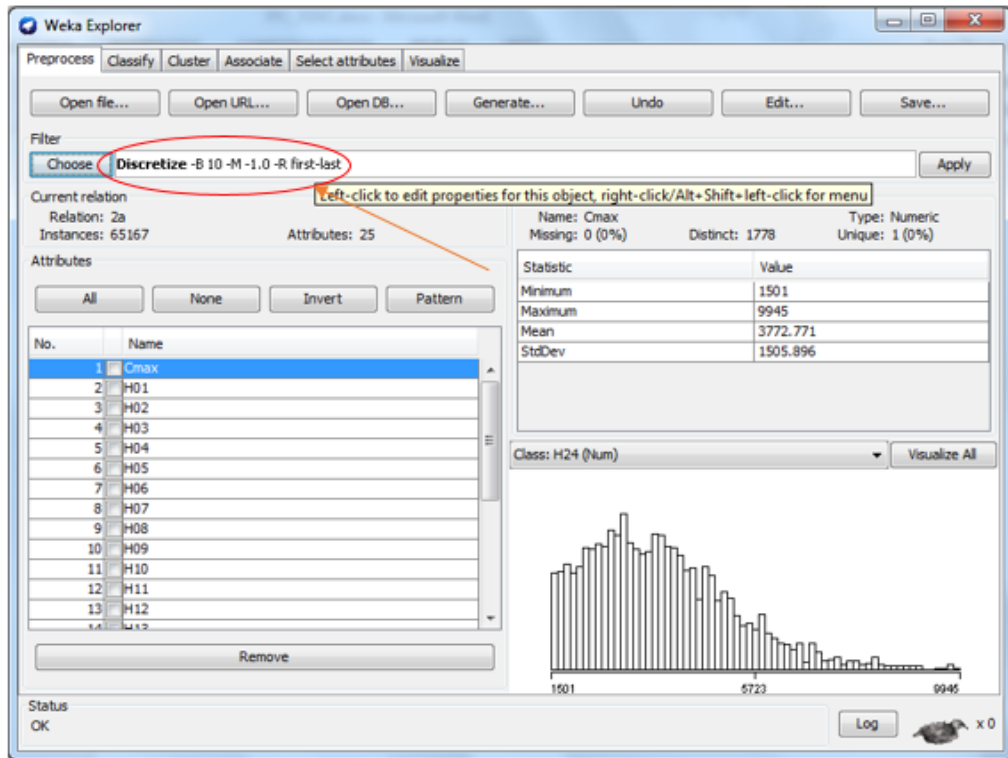 Weka Explorer
Preprocess Classify Cluster Associate Select attributes Visualize
Open file... Open URL... Open DB... Generate... Undo Edit... Save...
Filter
Choose Discretize -B 10 -M -1.0 -R first-last Apply
Left-click to edit properties for this object, right-click/Alt+Shift+left-click for menu
Current relation
Relation: 2a
Instances: 65167 Attributes: 25
Name: Cmax Type: Numeric
Missing: 0 (0%) Distinct: 1778 Unique: 1 (0%)
Attributes
All None Invert Pattern
Statistic Value
Minimum 1501
Maximum 9945
Mean 3772.771
StdDev 1505.896
No. Name
1 Cmax
2 H01
3 H02
4 H03
5 H04
6 H05
7 H06
8 H07
9 H08
10 H09
11 H10
12 H11
13 H12
14 H13
Remove
Class: H24 (Num) Visualize All
1501 5723 9945
Status
OK
Log x 0